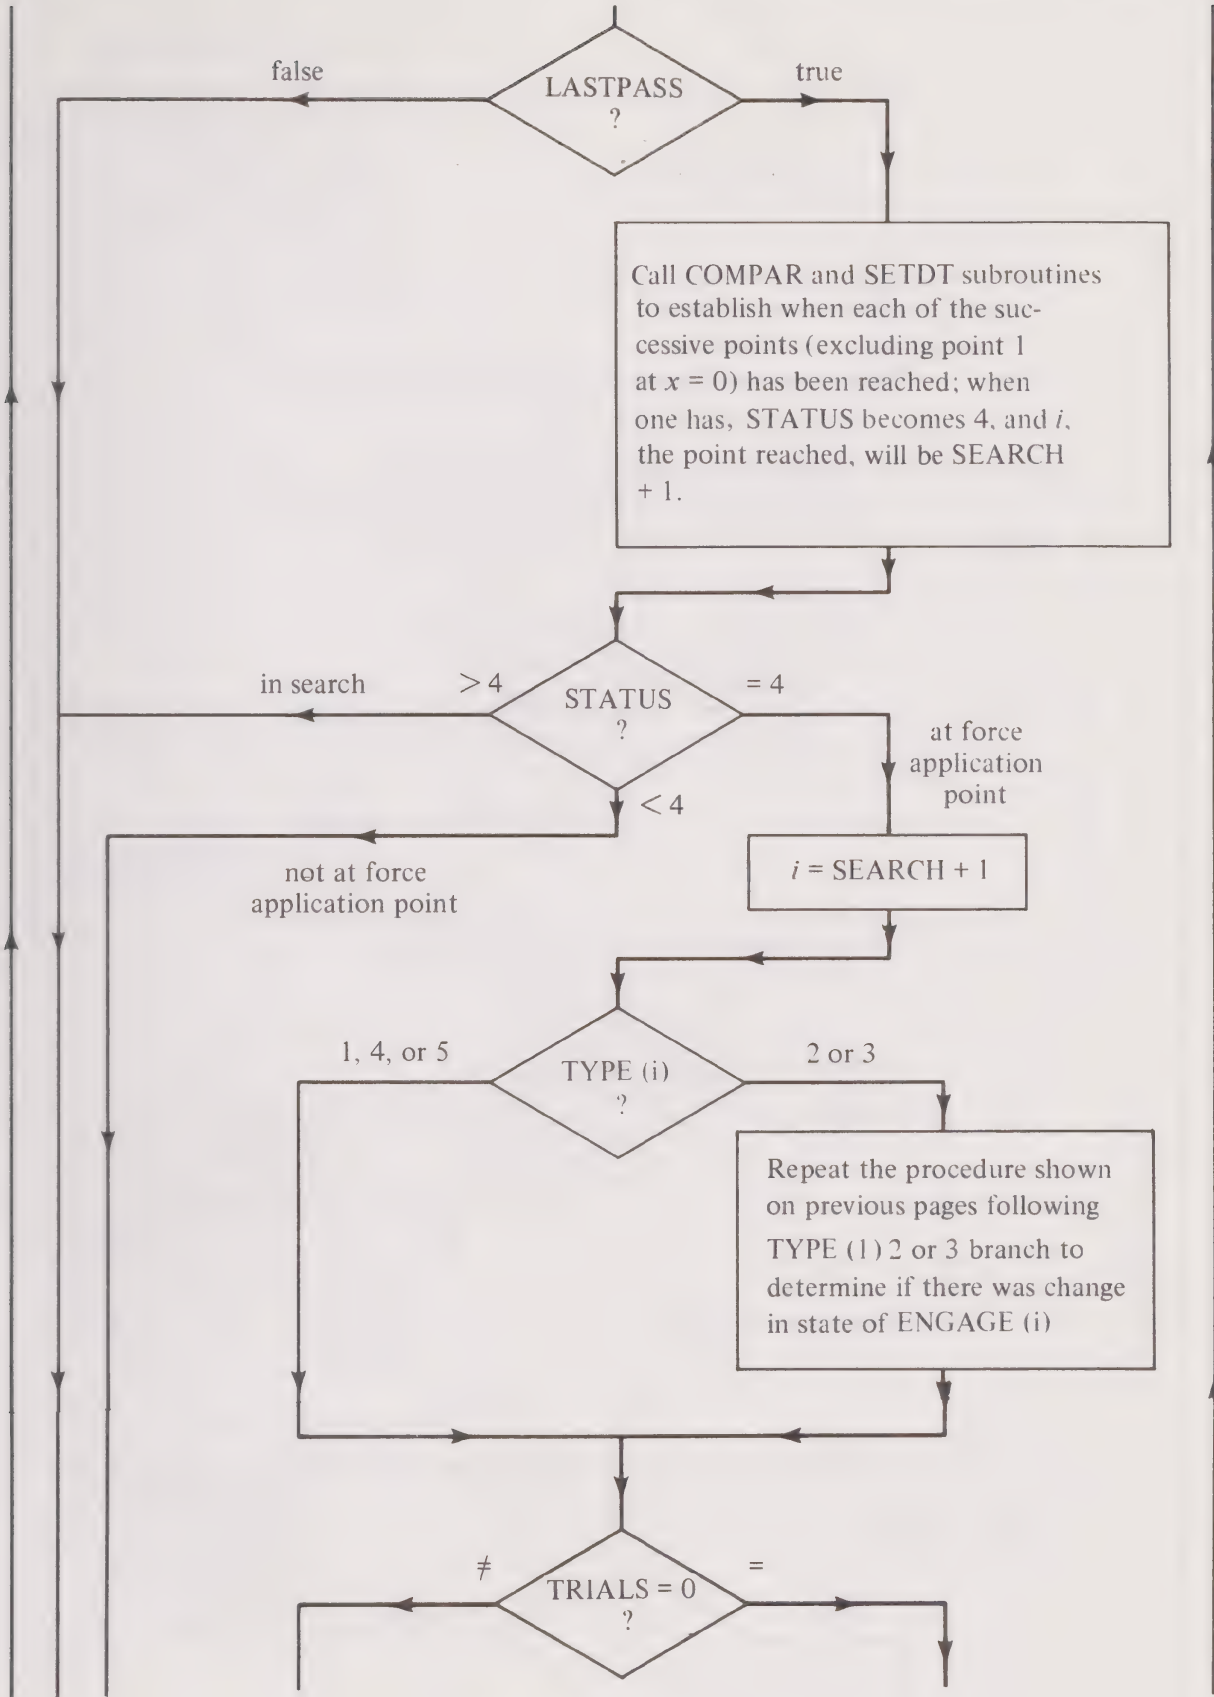 false
true
LASTPASS
?
Call COMPAR and SETDT subroutines
to establish when each of the suc-
cessive points (excluding point 1
at x = 0) has been reached; when
one has, STATUS becomes 4, and i,
the point reached, will be SEARCH
+ 1.
in search
> 4
STATUS
?
= 4
at force
application
point
< 4
not at force
application point
i = SEARCH + 1
1, 4, or 5
TYPE (i)
?
2 or 3
Repeat the procedure shown
on previous pages following
TYPE (1) 2 or 3 branch to
determine if there was change
in state of ENGAGE (i)
≠
TRIALS = 0
?
=